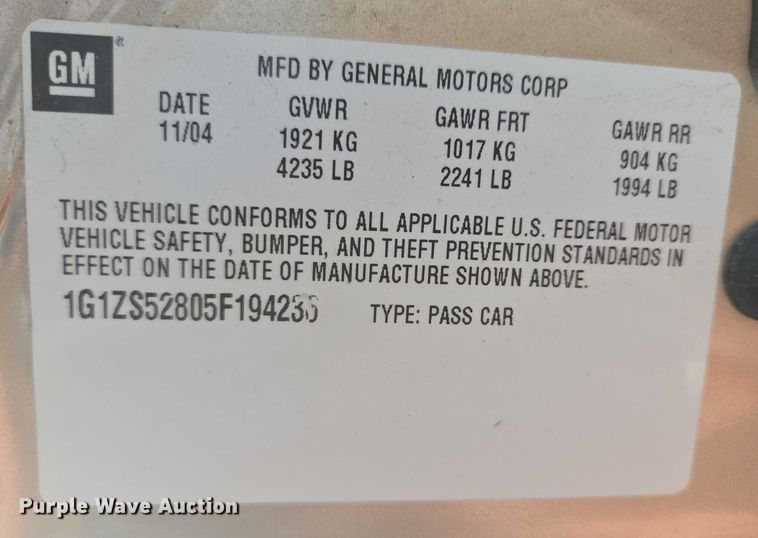 GM ®
MFD BY GENERAL MOTORS CORP
DATE GVWR GAWR FRT GAWR RR
11/04 1921 KG 1017 KG 904 KG
4235 LB 2241 LB 1994 LB
THIS VEHICLE CONFORMS TO ALL APPLICABLE U.S. FEDERAL MOTOR
VEHICLE SAFETY, BUMPER, AND THEFT PREVENTION STANDARDS IN
EFFECT ON THE DATE OF MANUFACTURE SHOWN ABOVE.
1G1ZS52805F194236 TYPE: PASS CAR
Purple Wave Auction